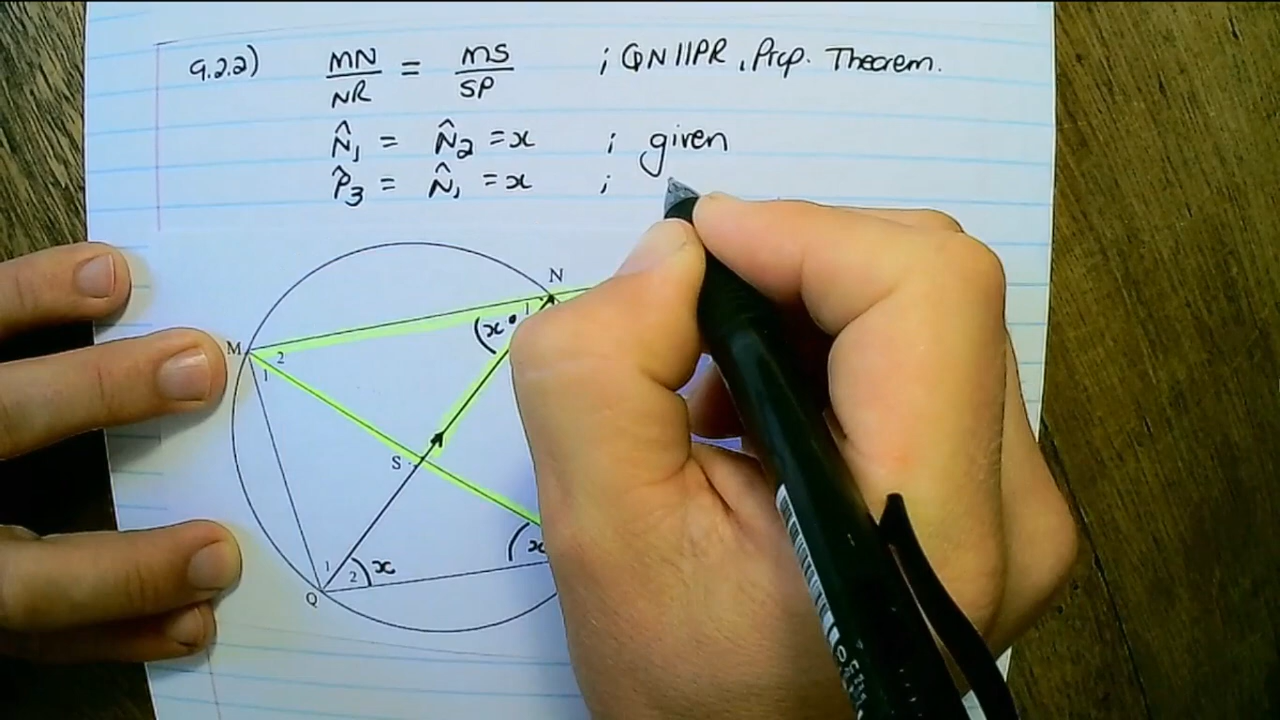 9.2.2) MN/NR = MS/SP ; QN||PR, Prop. Theorem.
N̂₁ = N̂₂ = x ; given
P̂₃ = N̂₁ = x ;
N
1
x
M
2
1
S
x
1
2
x
Q